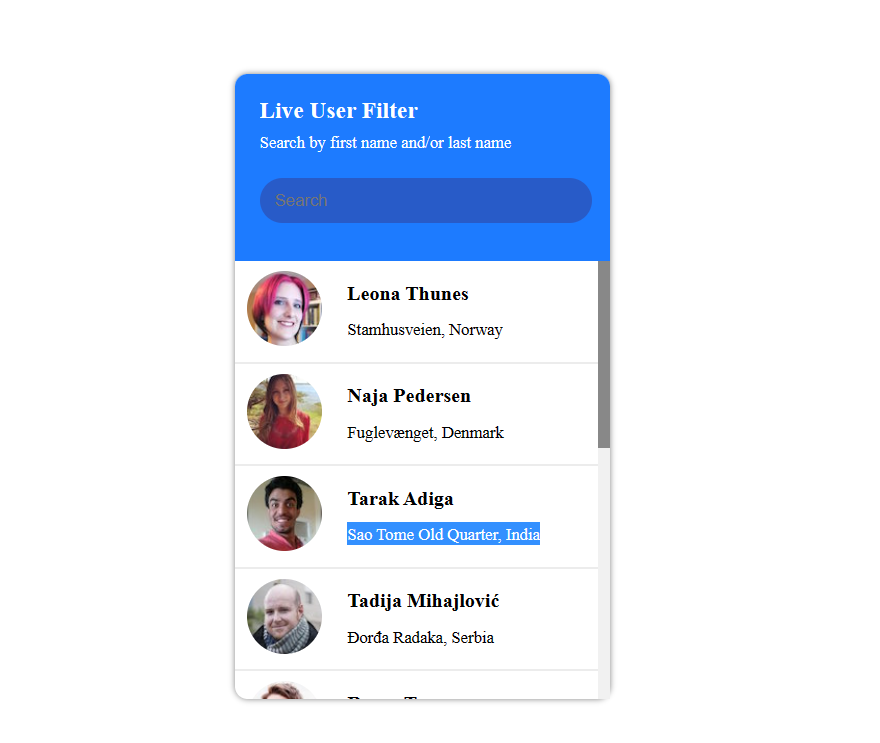 Live User Filter
Search by first name and/or last name
Search
Leona Thunes
Stamhusveien, Norway
Naja Pedersen
Fuglevænget, Denmark
Tarak Adiga
Sao Tome Old Quarter, India
Tadija Mihajlović
Đorđa Radaka, Serbia